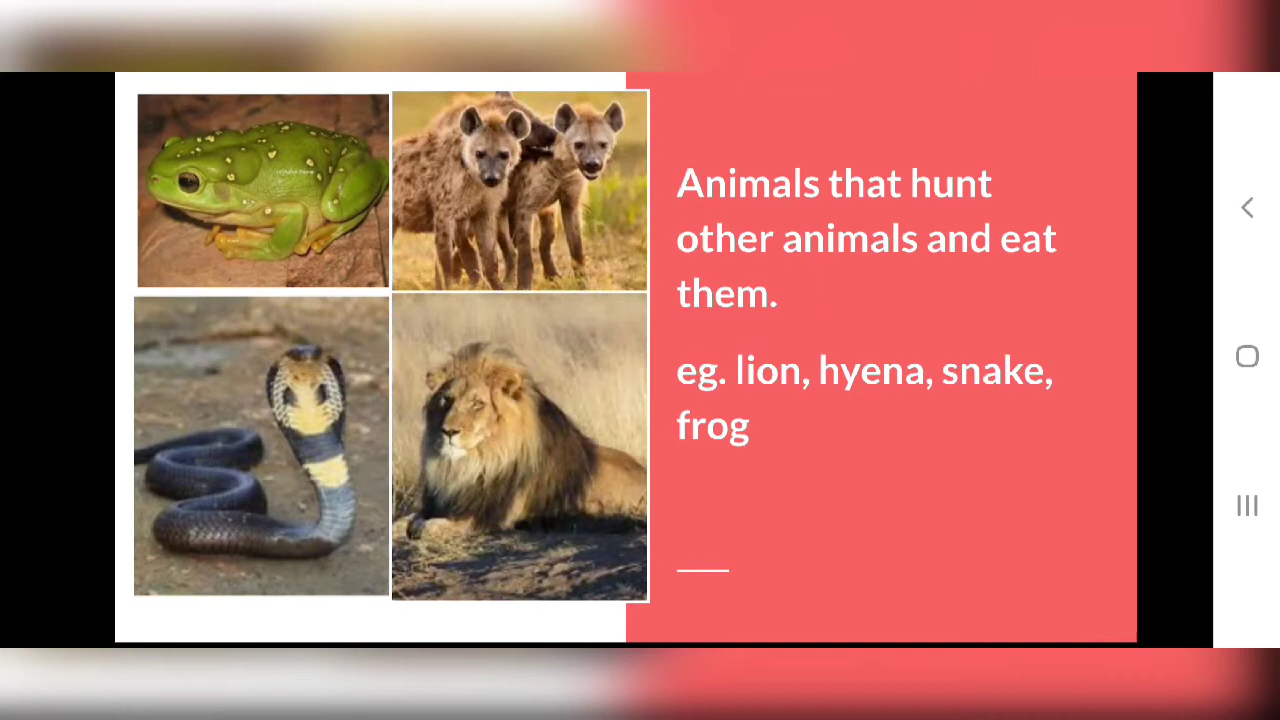 Animals that hunt
other animals and eat
them.
eg. lion, hyena, snake,
frog